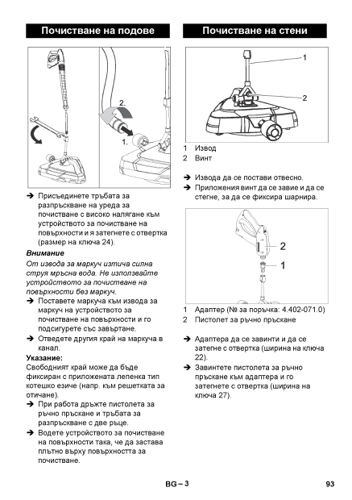 Почистване на подове
2.
1.
➔ Присъединете тръбата за
разпръскване на уреда за
почистване с високо налягане към
устройството за почистване на
повърхности и я затегнете с отвертка
(размер на ключа 24).
Внимание
От извода за маркуч изтича силна
струя мръсна вода. Не използвайте
устройството за почистване на
повърхности без маркуч.
➔ Поставете маркуча към извода за
маркуч на устройството за
почистване на повърхности и го
подсигурете със завъртане.
➔ Отведете другия край на маркуча в
канал.
Указание:
Свободният край може да бъде
фиксиран с приложената лепенка тип
котешко езиче (напр. към решетката за
отичане).
➔ При работа дръжте пистолета за
ръчно пръскане и тръбата за
разпръскване с две ръце.
➔ Водете устройството за почистване
на повърхности така, че да застава
плътно върху повърхността за
почистване.
Почистване на стени
1
2
1 Извод
2 Винт
➔ Извода да се постави отвесно.
➔ Приложения винт да се завие и да се
стегне, за да се фиксира шарнира.
2
1
1 Адаптер (№ за поръчка: 4.402-071.0)
2 Пистолет за ръчно пръскане
➔ Адаптера да се завинти и да се
затегне с отвертка (ширина на ключа
22).
➔ Завинтете пистолета за ръчно
пръскане към адаптера и го
затегнете с отвертка (ширина на
ключа 27).
BG – 3
93